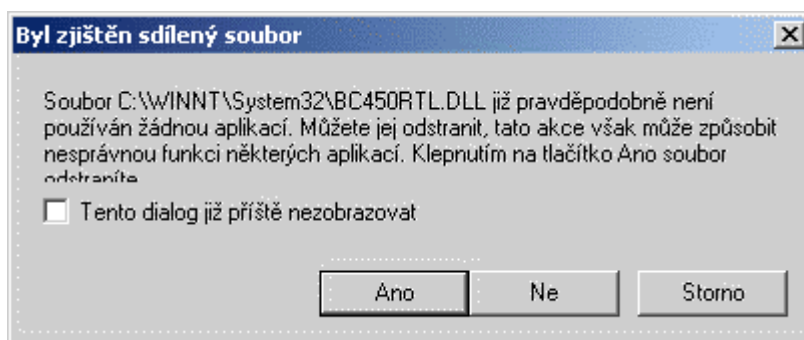 Byl zjištěn sdílený soubor
Soubor C:\WINNT\System32\BC450RTL.DLL již pravděpodobně není
používán žádnou aplikací. Můžete jej odstranit, tato akce však může způsobit
nesprávnou funkci některých aplikací. Klepnutím na tlačítko Ano soubor
odstraníte.
Tento dialog již příště nezobrazovat
Ano
Ne
Storno